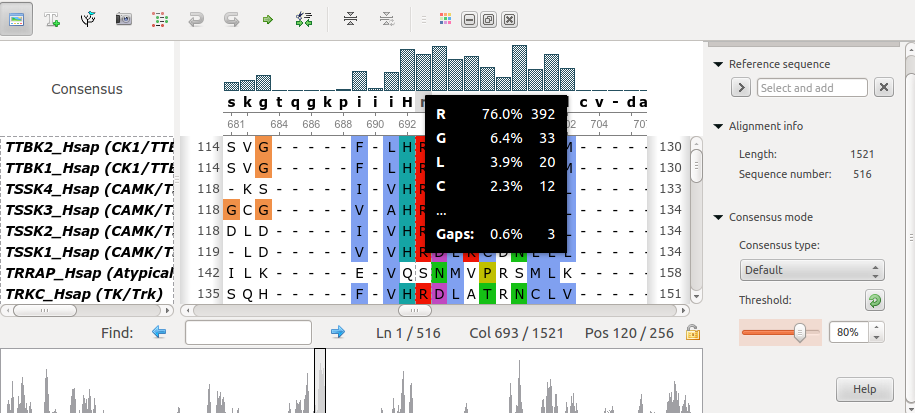 Consensus
s k g t q g k p i i i H c v - d a
681 684 686 688 690 692 702 704 707
R 76.0% 392
G 6.4% 33
L 3.9% 20
C 2.3% 12
...
Gaps: 0.6% 3
TTBK2_Hsap (CK1/TTB 114 S V G - - - - - F - L H R M - - - - 130
TTBK1_Hsap (CK1/TTB 114 S V G - - - - - F - L H R M - - - - 130
TSSK4_Hsap (CAMK/T 118 - K S - - - - - I - V H R L - - - - 133
TSSK3_Hsap (CAMK/T 118 G C G - - - - - V - A H R L - - - - 134
TSSK2_Hsap (CAMK/T 118 D L D - - - - - I - V H R L - - - - 134
TSSK1_Hsap (CAMK/T - L D - - - - - V - V H R D L K C D N L L L - - - - 134
TRRAP_Hsap (Atypical 142 I L K - - - - - E - V Q S N M V P R S M L K - - - - 158
TRKC_Hsap (TK/Trk) 135 S Q H - - - - - F - V H R D L A T R N C L V - - - - 151
Find: Ln 1 / 516 Col 693 / 1521 Pos 120 / 256
Reference sequence
Select and add
Alignment info
Length: 1521
Sequence number: 516
Consensus mode
Consensus type:
Default
Threshold:
80%
Help